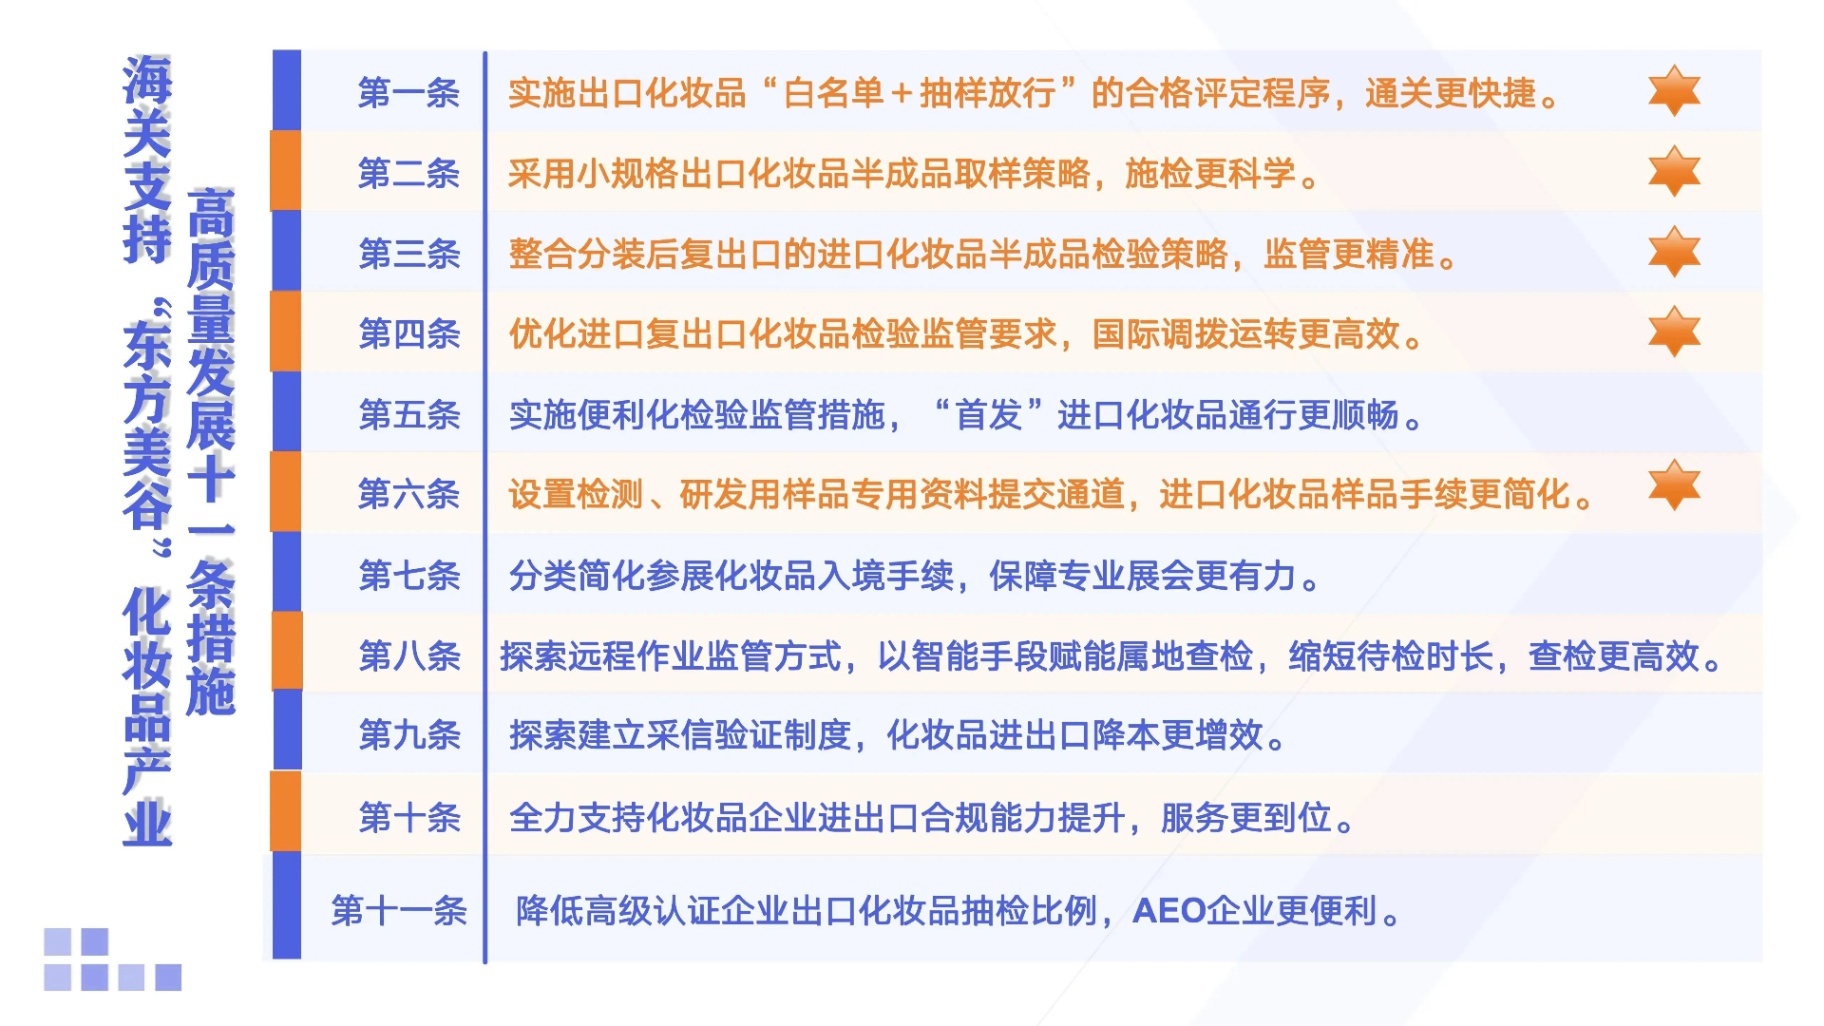 海关支持“东方美谷”化妆品产业
高质量发展十一条措施
第一条 实施出口化妆品“白名单＋抽样放行”的合格评定程序，通关更快捷。
第二条 采用小规格出口化妆品半成品取样策略，施检更科学。
第三条 整合分装后复出口的进口化妆品半成品检验策略，监管更精准。
第四条 优化进口复出口化妆品检验监管要求，国际调拨运转更高效。
第五条 实施便利化检验监管措施，“首发”进口化妆品通行更顺畅。
第六条 设置检测、研发用样品专用资料提交通道，进口化妆品样品手续更简化。
第七条 分类简化参展化妆品入境手续，保障专业展会更有力。
第八条 探索远程作业监管方式，以智能手段赋能属地查检，缩短待检时长，查检更高效。
第九条 探索建立采信验证制度，化妆品进出口降本更增效。
第十条 全力支持化妆品企业进出口合规能力提升，服务更到位。
第十一条 降低高级认证企业出口化妆品抽检比例，AEO企业更便利。